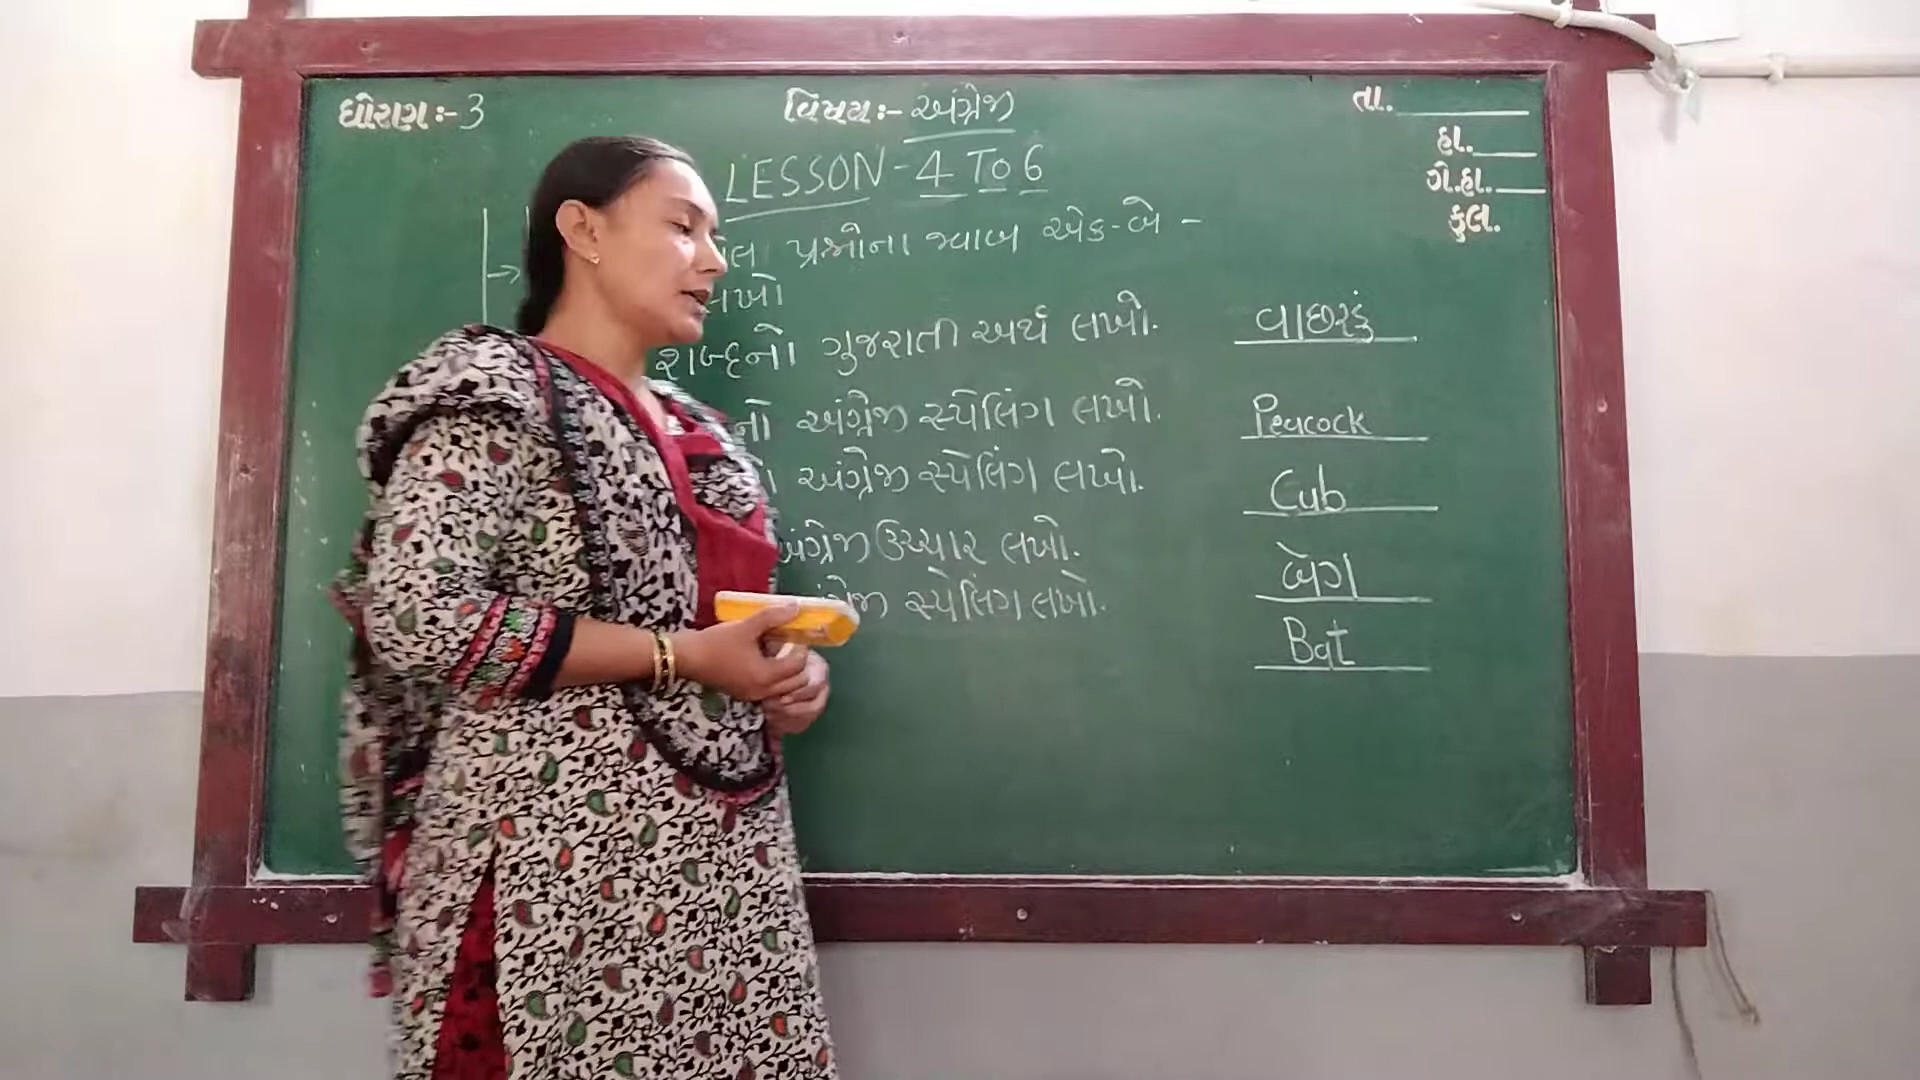 ધોરણ:- 3
વિષય:- અંગ્રેજી
તા.
હા.
ગે.હા.
કુલ.
LESSON - 4 To 6
પ્રશ્નોના જવાબ એક-બે -
શબ્દનો ગુજરાતી અર્થ લખો. વાછરડું
અંગ્રેજી સ્પેલિંગ લખો. Peacock
અંગ્રેજી સ્પેલિંગ લખો. Cub
ઉચ્ચાર લખો. બેગ
સ્પેલિંગ લખો. Bat